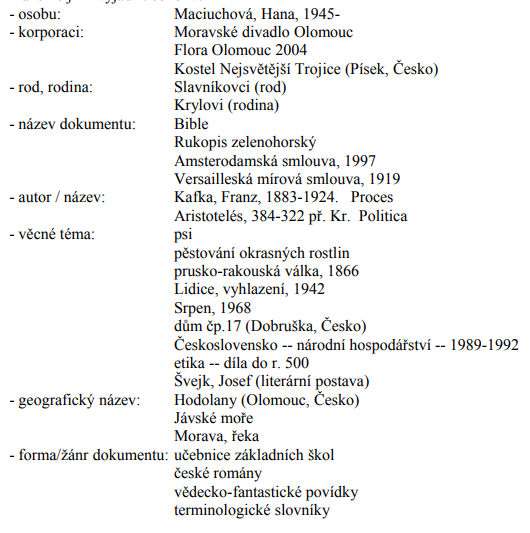 - osobu: Maciuchová, Hana, 1945-
- korporaci: Moravské divadlo Olomouc
Flora Olomouc 2004
Kostel Nejsvětější Trojice (Písek, Česko)
- rod, rodina: Slavníkovci (rod)
Krylovi (rodina)
- název dokumentu: Bible
Rukopis zelenohorský
Amsterodamská smlouva, 1997
Versailleská mírová smlouva, 1919
- autor / název: Kafka, Franz, 1883-1924. Proces
Aristotelés, 384-322 př. Kr. Politica
- věcné téma: psi
pěstování okrasných rostlin
prusko-rakouská válka, 1866
Lidice, vyhlazení, 1942
Srpen, 1968
dům čp.17 (Dobruška, Česko)
Československo -- národní hospodářství -- 1989-1992
etika -- díla do r. 500
Švejk, Josef (literární postava)
- geografický název: Hodolany (Olomouc, Česko)
Jávské moře
Morava, řeka
- forma/žánr dokumentu: učebnice základních škol
české romány
vědecko-fantastické povídky
terminologické slovníky